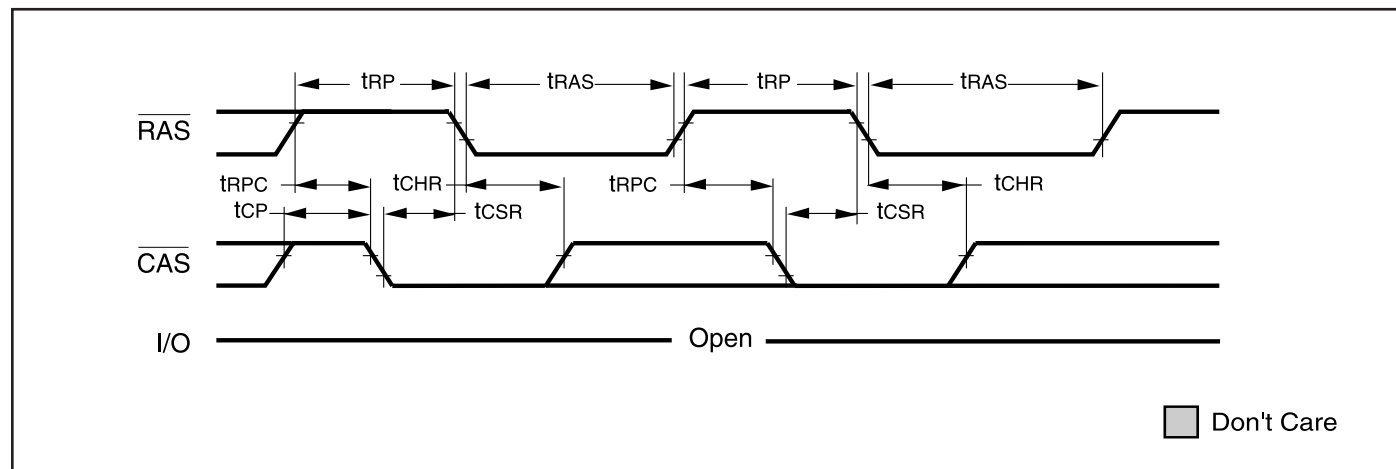 tRP tRAS tRP tRAS
RAS
tRPC tCHR tRPC tCHR
tCP tCSR tCSR
CAS
I/O Open
Don't Care